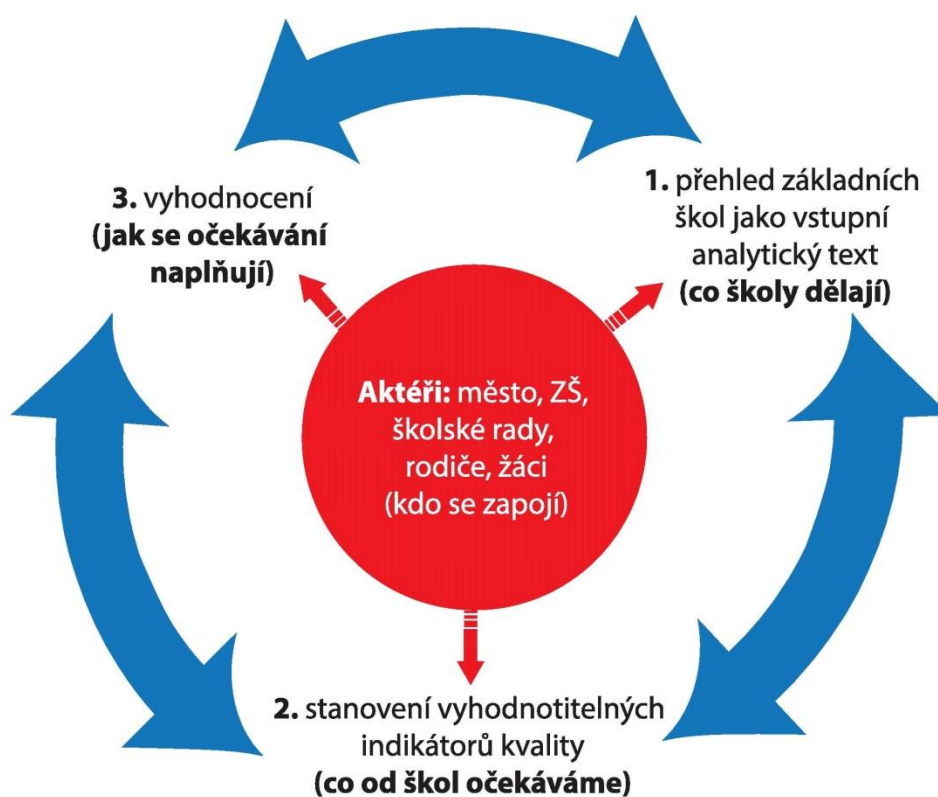 1. přehled základních
škol jako vstupní
analytický text
(co školy dělají)
2. stanovení vyhodnotitelných
indikátorů kvality
(co od škol očekáváme)
3. vyhodnocení
(jak se očekávání
naplňují)
Aktéři: město, ZŠ,
školské rady,
rodiče, žáci
(kdo se zapojí)